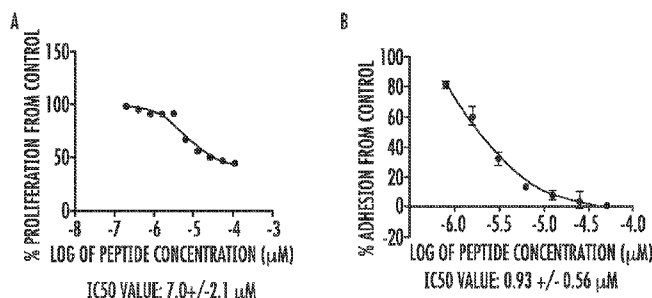 A
% PROLIFERATION FROM CONTROL
150
100
50
0
-7 -6 -5 -4 -3
LOG OF PEPTIDE CONCENTRATION (μM)
IC50 VALUE: 7.0+/-2.1 μM
B
% ADHESION FROM CONTROL
100
80
60
40
20
0
-20
-6.0 -5.5 -5.0 -4.5 -4.0
LOG OF PEPTIDE CONCENTRATION (μM)
IC50 VALUE: 0.93 +/- 0.56 μM